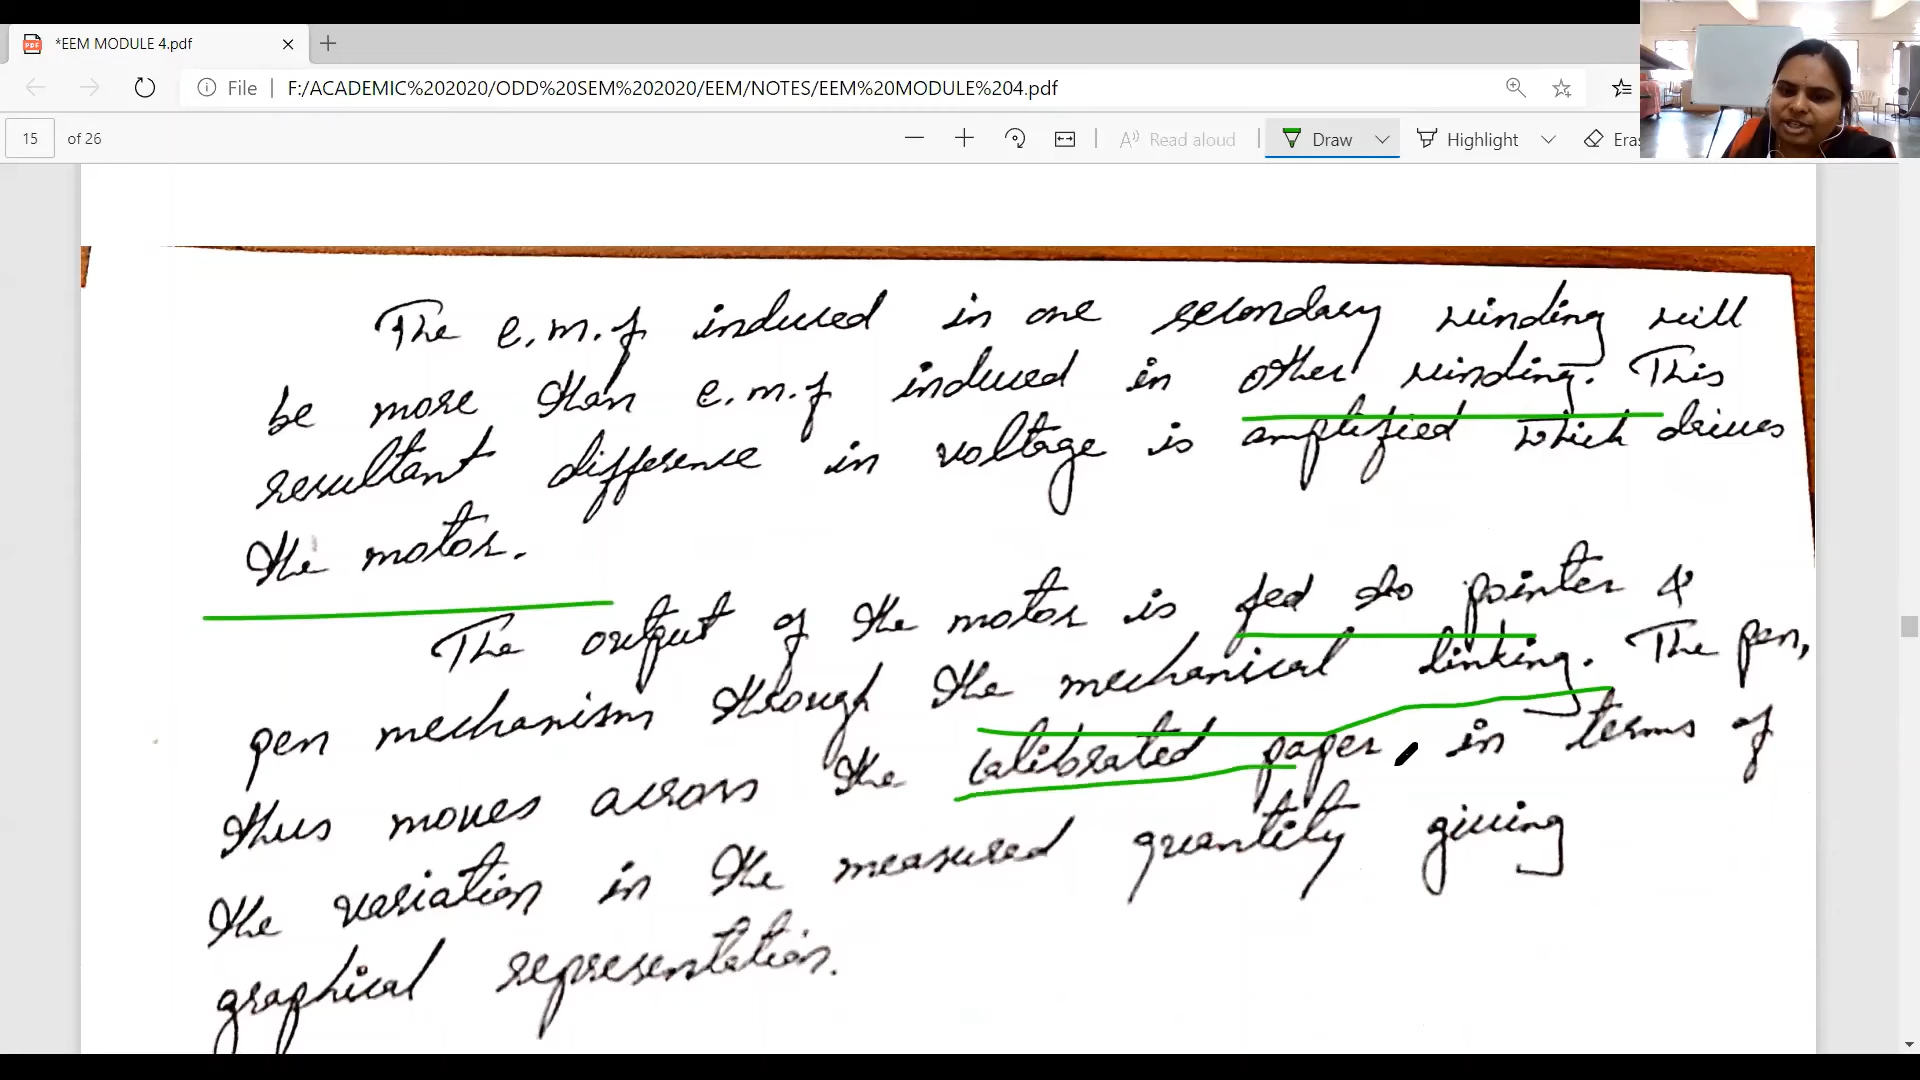 *EEM MODULE 4.pdf
File F:/ACADEMIC%202020/ODD%20SEM%202020/EEM/NOTES/EEM%20MODULE%204.pdf
15 of 26 Read aloud Draw Highlight Eras
The e.m.f induced in one secondary winding will
be more than e.m.f induced in other winding. This
resultant difference in voltage is amplified which drives
the motor.
The output of the motor is fed to pointer &
pen mechanism through the mechanical linking. The pen,
thus moves across the calibrated paper, in terms of
the variation in the measured quantity giving
graphical representation.